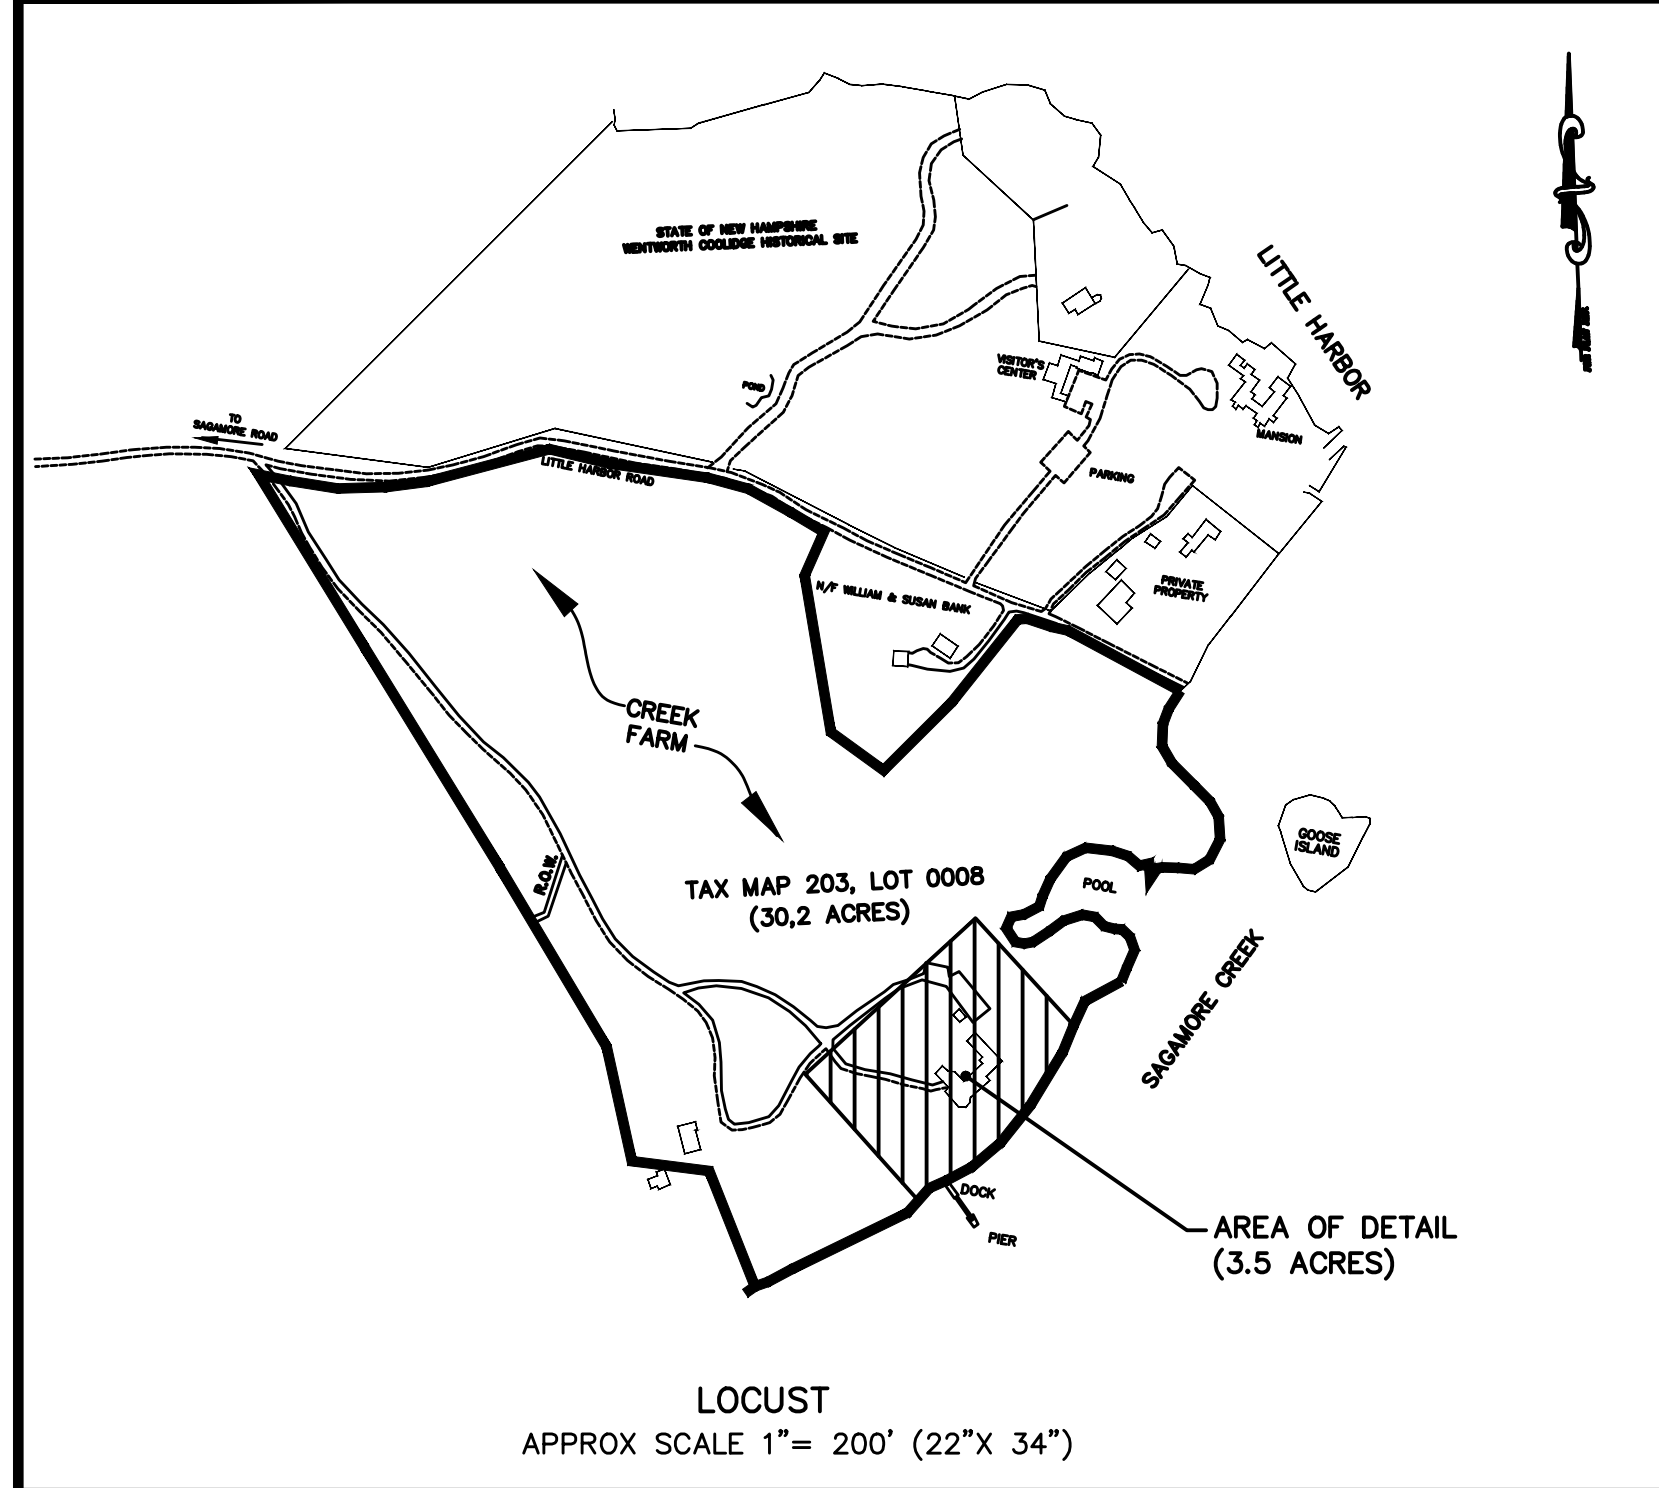 STATE OF NEW HAMPSHIRE
WENTWORTH COOLIDGE HISTORICAL SITE
LITTLE HARBOR
VISITOR'S
CENTER
POND
TO
SAGAMORE ROAD
MANSION
LITTLE HARBOR ROAD
PARKING
N/F WILLIAM & SUSAN BANK
PRIVATE
PROPERTY
CREEK
FARM
GOOSE
ISLAND
R.O.W.
TAX MAP 203, LOT 0008
(30,2 ACRES)
POOL
SAGAMORE CREEK
DOCK
PIER
AREA OF DETAIL
(3.5 ACRES)
LOCUST
APPROX SCALE 1"= 200' (22"X 34")